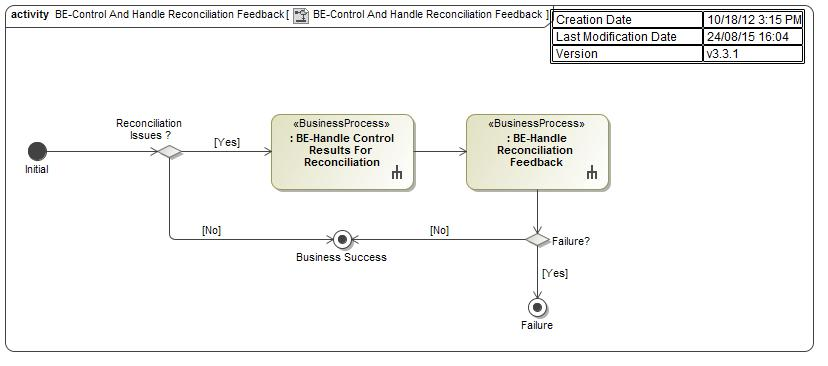 activity BE-Control And Handle Reconciliation Feedback [ BE-Control And Handle Reconciliation Feedback ]
Creation Date 10/18/12 3:15 PM
Last Modification Date 24/08/15 16:04
Version v3.3.1
Reconciliation
Issues ?
Initial
[Yes]
«BusinessProcess»
: BE-Handle Control
Results For
Reconciliation
«BusinessProcess»
: BE-Handle
Reconciliation
Feedback
[No]
Business Success
[No]
Failure?
[Yes]
Failure